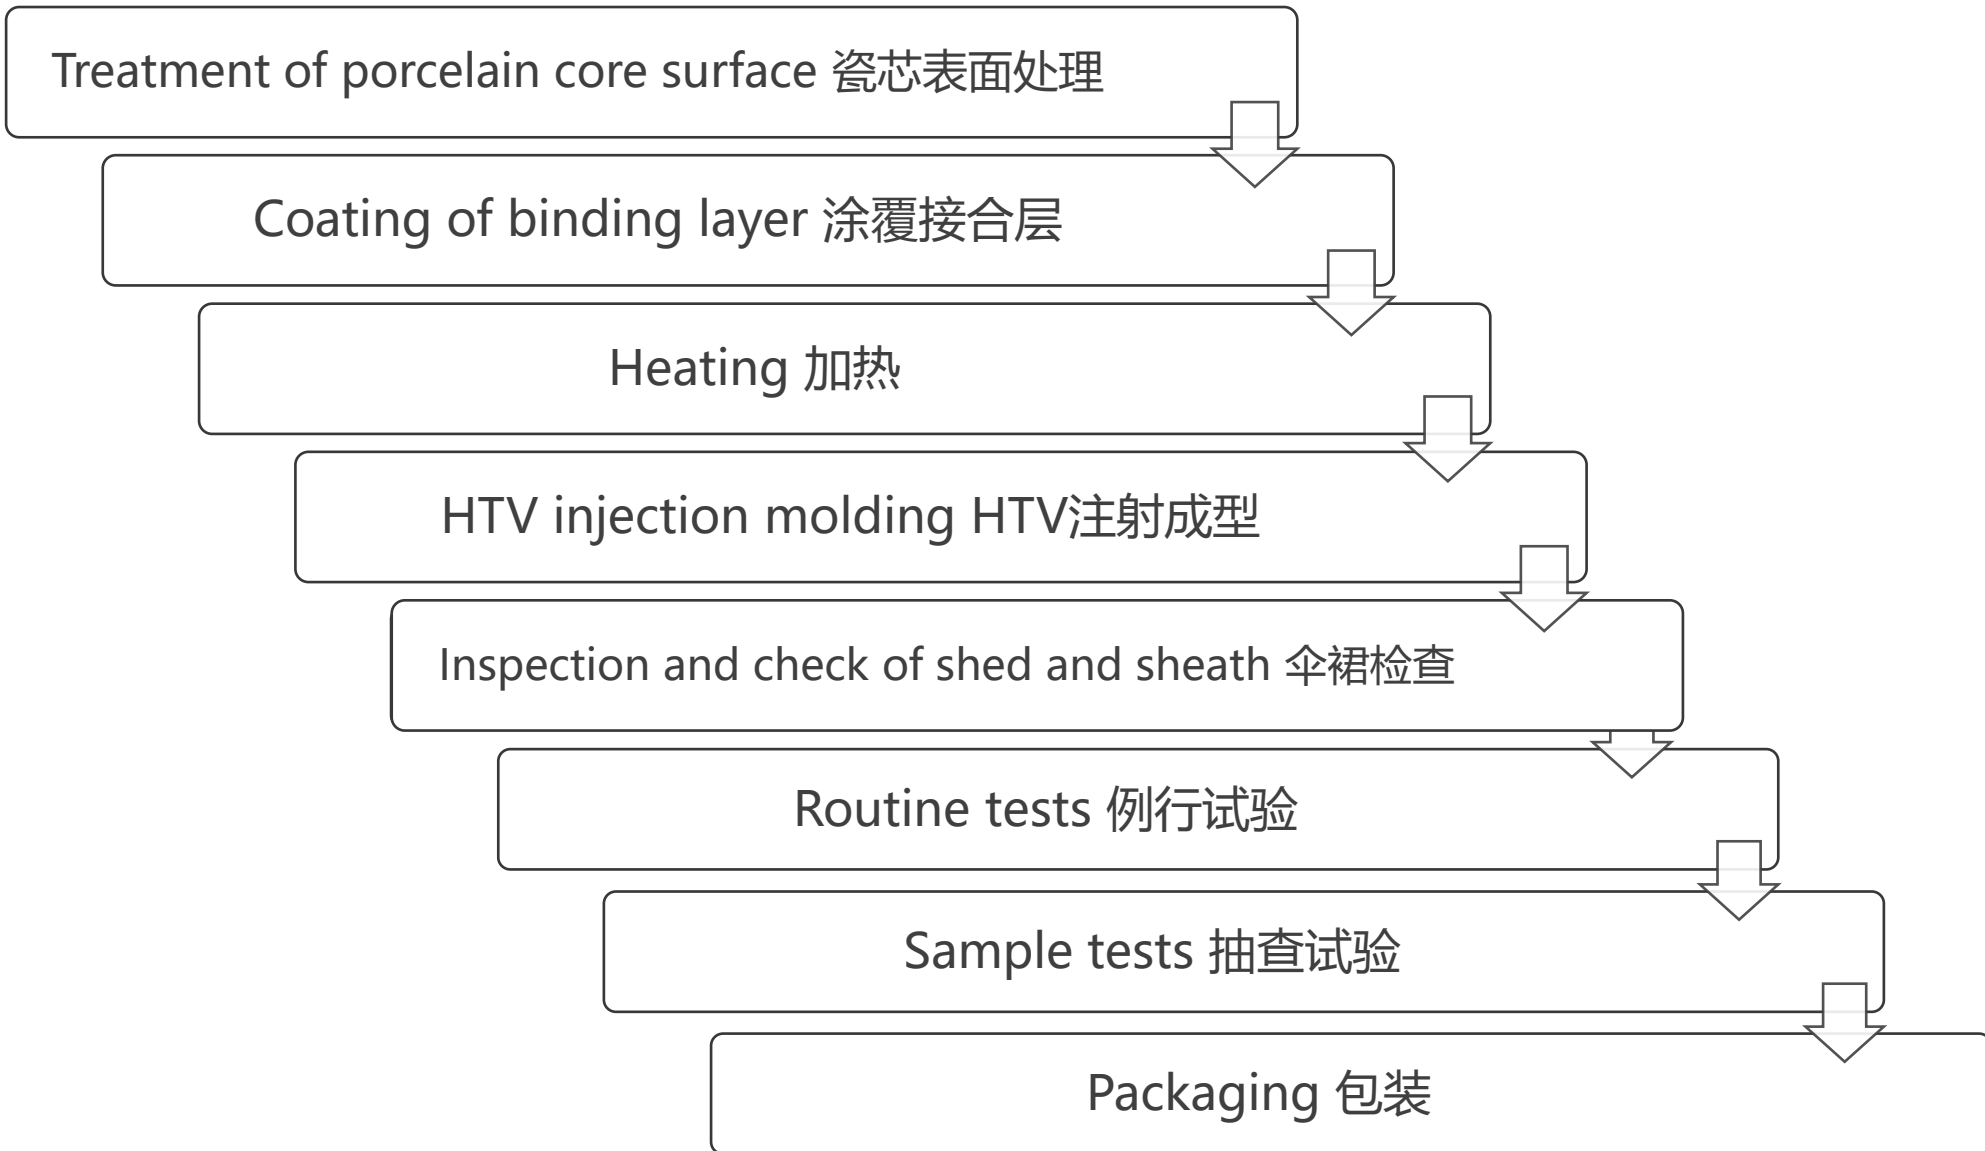 Treatment of porcelain core surface 瓷芯表面处理
Coating of binding layer 涂覆接合层
Heating 加热
HTV injection molding HTV注射成型
Inspection and check of shed and sheath 伞裙检查
Routine tests 例行试验
Sample tests 抽查试验
Packaging 包装